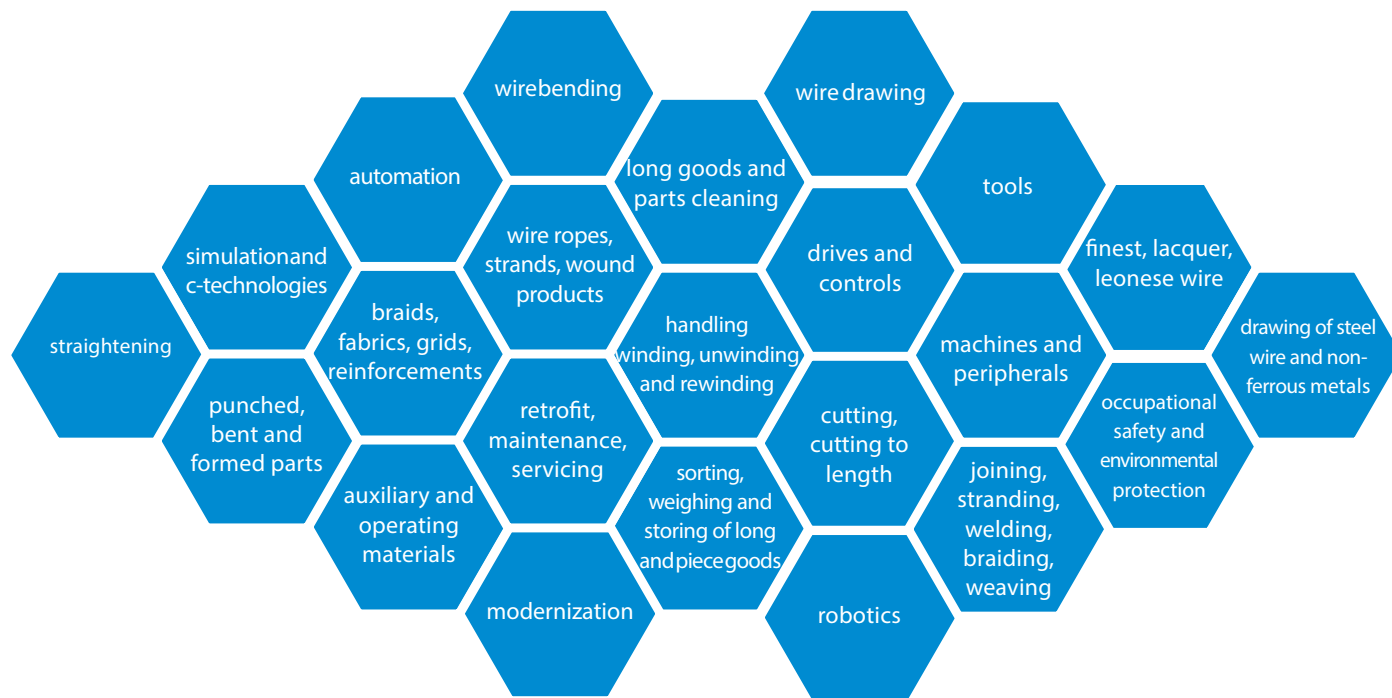 wirebending
wire drawing
automation
long goods and
parts cleaning
tools
simulationand
c-technologies
wire ropes,
strands, wound
products
drives and
controls
finest, lacquer,
leonese wire
straightening
braids,
fabrics, grids,
reinforcements
handling
winding, unwinding
and rewinding
machines and
peripherals
drawing of steel
wire and non-
ferrous metals
punched,
bent and
formed parts
retrofit,
maintenance,
servicing
cutting,
cutting to
length
occupational
safety and
environmental
protection
auxiliary and
operating
materials
sorting,
weighing and
storing of long
and piece goods
joining,
stranding,
welding,
braiding,
weaving
modernization
robotics